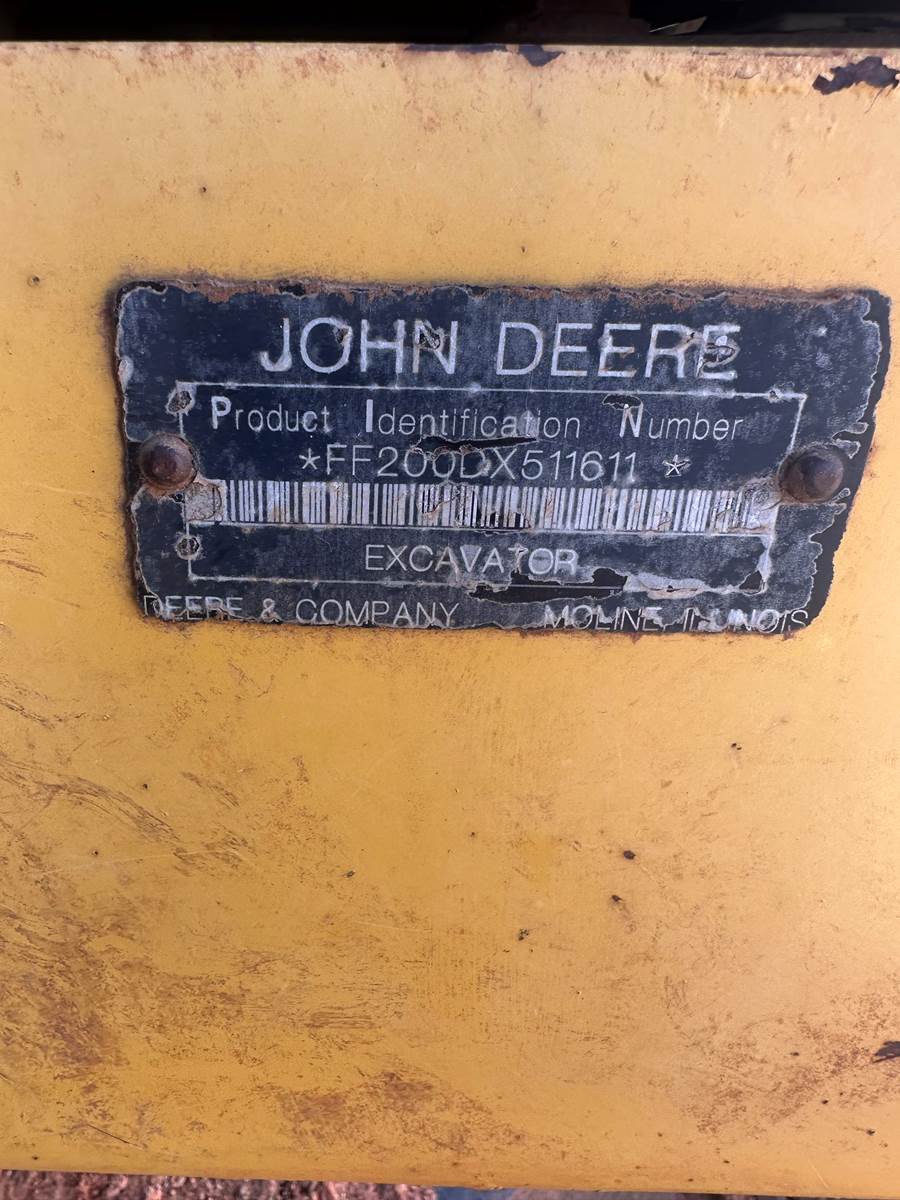 JOHN DEERE
Product Identification Number
*FF200DX511611 *
EXCAVATOR
DEERE & COMPANY MOLINE, ILLINOIS